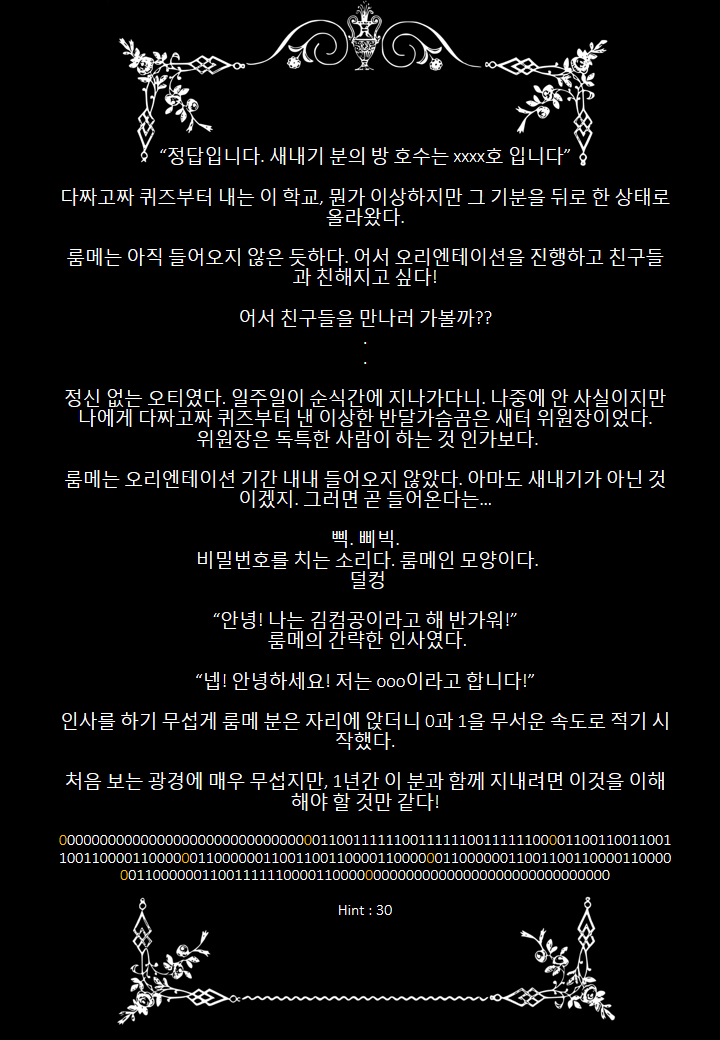 “정답입니다. 새내기 분의 방 호수는 xxxx호 입니다”
다짜고짜 퀴즈부터 내는 이 학교, 뭔가 이상하지만 그 기분을 뒤로 한 상태로
올라왔다.
룸메는 아직 들어오지 않은 듯하다. 어서 오리엔테이션을 진행하고 친구들
과 친해지고 싶다!
어서 친구들을 만나러 가볼까??
.
.
정신 없는 오티였다. 일주일이 순식간에 지나가다니. 나중에 안 사실이지만
나에게 다짜고짜 퀴즈부터 낸 이상한 반달가슴곰은 새터 위원장이었다.
위원장은 독특한 사람이 하는 것 인가보다.
룸메는 오리엔테이션 기간 내내 들어오지 않았다. 아마도 새내기가 아닌 것
이겠지. 그러면 곧 들어온다는...
삑. 삐빅.
비밀번호를 치는 소리다. 룸메인 모양이다.
덜컹
“안녕! 나는 김컴공이라고 해 반가워!”
룸메의 간략한 인사였다.
“넵! 안녕하세요! 저는 ooo이라고 합니다!”
인사를 하기 무섭게 룸메 분은 자리에 앉더니 0과 1을 무서운 속도로 적기 시
작했다.
처음 보는 광경에 매우 무섭지만, 1년간 이 분과 함께 지내려면 이것을 이해
해야 할 것만 같다!
000000000000000000000000000000001100111111001111110011111100001100110011001
100110000110000001100000011001100110000110000001100000011001100110000110000
001100000011001111110000110000000000000000000000000000000000
Hint : 30